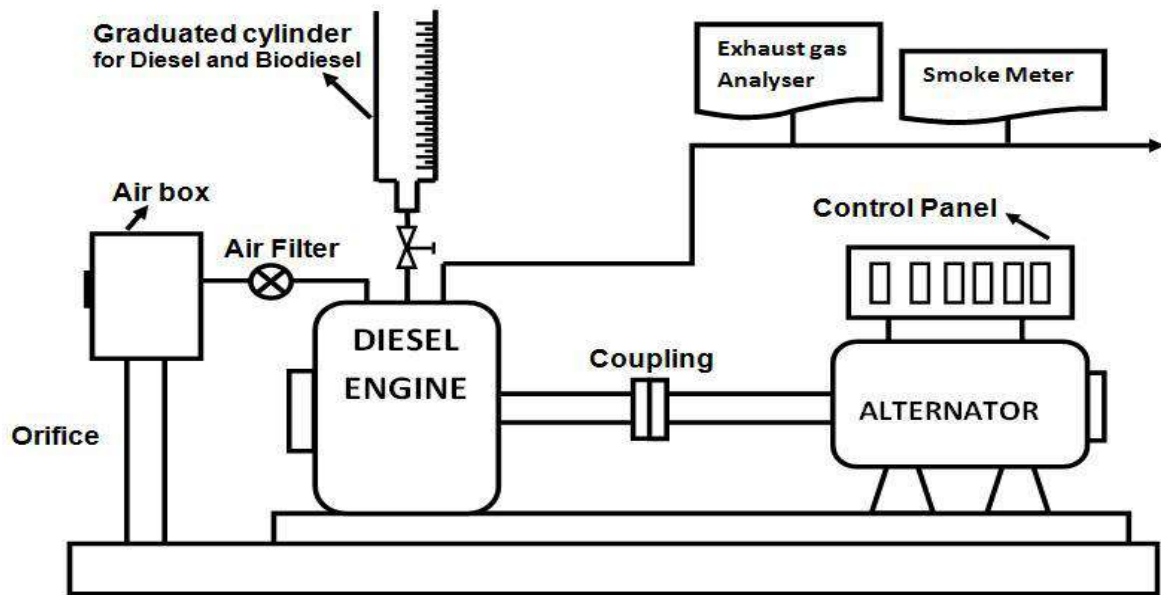 Graduated cylinder
for Diesel and Biodiesel
Exhaust gas
Analyser
Smoke Meter
Air box
Air Filter
Control Panel
DIESEL
ENGINE
Coupling
ALTERNATOR
Orifice